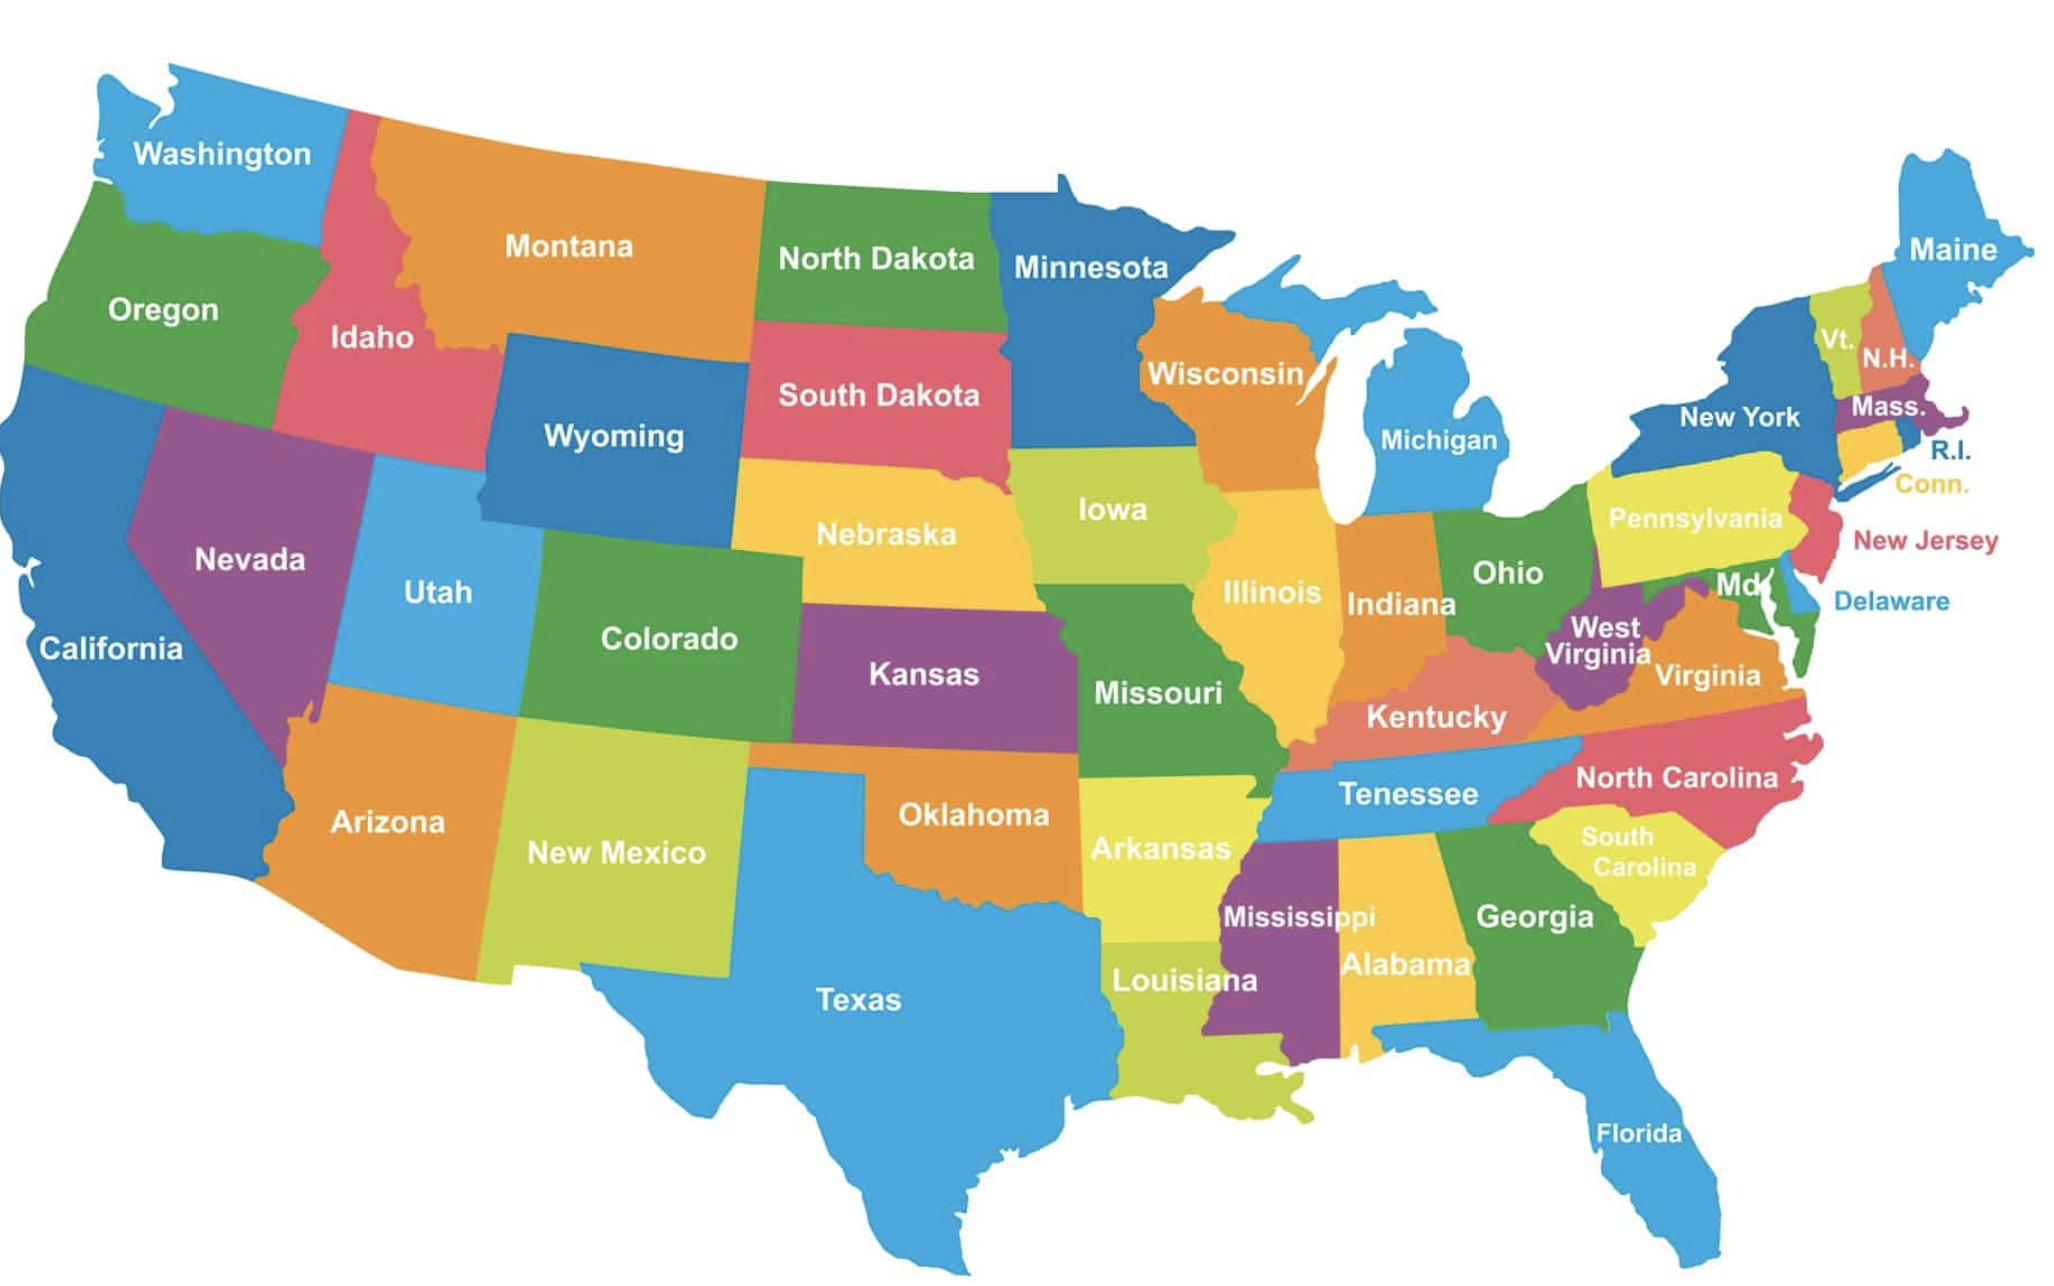 Washington
Montana
North Dakota
Minnesota
Maine
Oregon
Idaho
Vt.
N.H.
Wisconsin
South Dakota
Mass.
New York
Wyoming
Michigan
R.I.
Conn.
Iowa
Pennsylvania
Nebraska
New Jersey
Nevada
Ohio
Md
Utah
Illinois
Indiana
Delaware
West
Virginia
Colorado
California
Kansas
Virginia
Missouri
Kentucky
North Carolina
Tenessee
Oklahoma
Arizona
South
Carolina
Arkansas
New Mexico
Mississippi
Georgia
Alabama
Louisiana
Texas
Florida